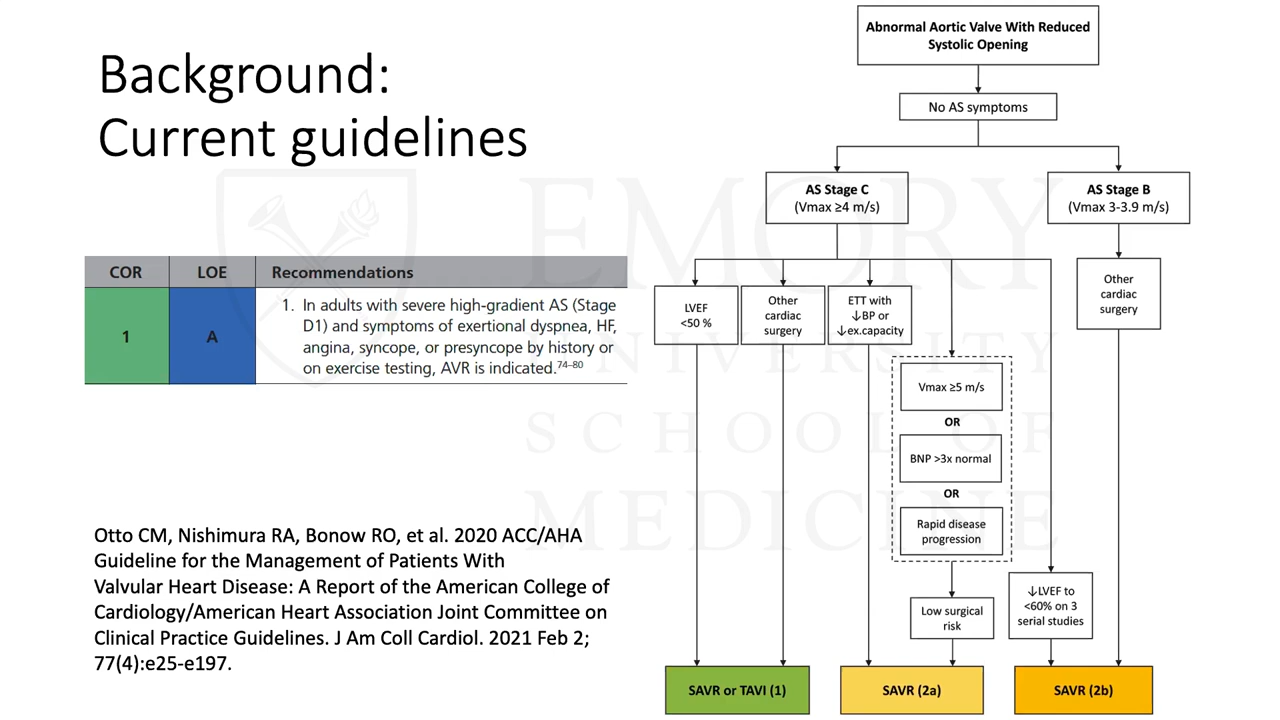 Background:
Current guidelines
COR LOE Recommendations
1 A 1. In adults with severe high-gradient AS (Stage
D1) and symptoms of exertional dyspnea, HF,
angina, syncope, or presyncope by history or
on exercise testing, AVR is indicated.74–80
Otto CM, Nishimura RA, Bonow RO, et al. 2020 ACC/AHA
Guideline for the Management of Patients With
Valvular Heart Disease: A Report of the American College of
Cardiology/American Heart Association Joint Committee on
Clinical Practice Guidelines. J Am Coll Cardiol. 2021 Feb 2;
77(4):e25-e197.
Abnormal Aortic Valve With Reduced
Systolic Opening
No AS symptoms
AS Stage C
(Vmax ≥4 m/s)
AS Stage B
(Vmax 3-3.9 m/s)
LVEF
<50 %
Other
cardiac
surgery
ETT with
↓BP or
↓ex.capacity
Other
cardiac
surgery
Vmax ≥5 m/s
OR
BNP >3x normal
OR
Rapid disease
progression
Low surgical
risk
↓LVEF to
<60% on 3
serial studies
SAVR or TAVI (1)
SAVR (2a)
SAVR (2b)
EMORY
UNIVERSITY
SCHOOL OF
MEDICINE